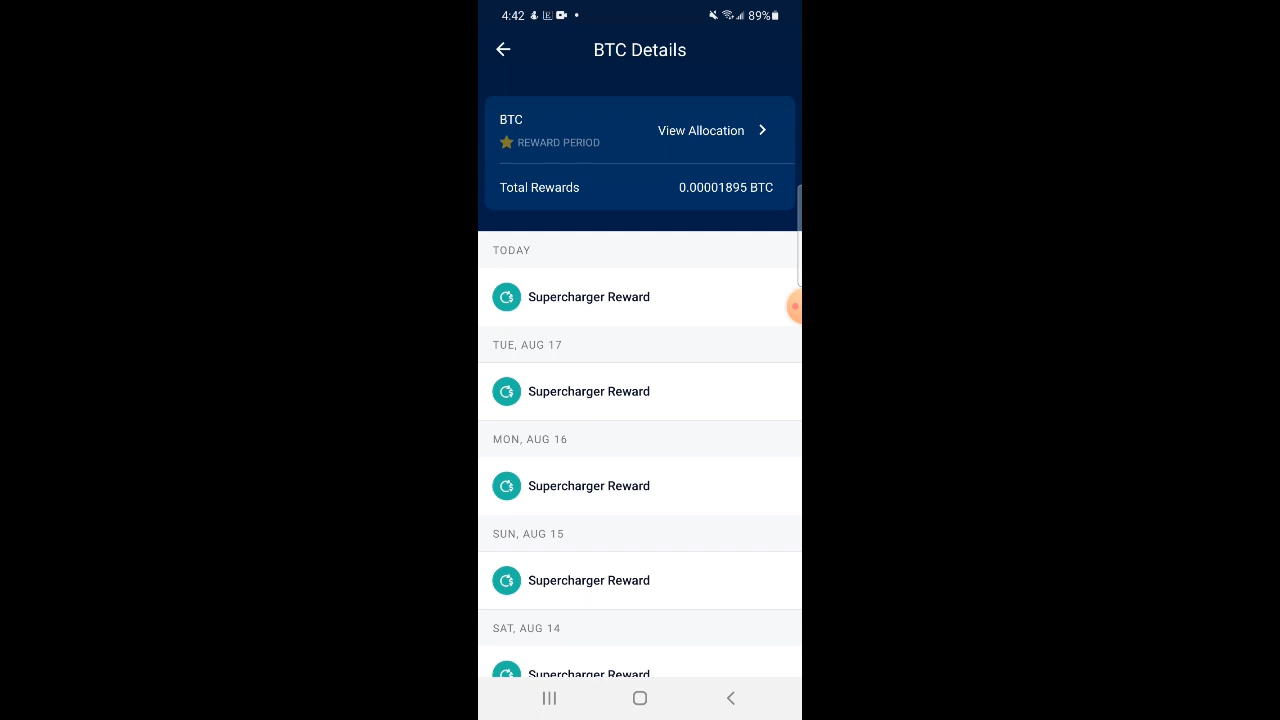 4:42
89%
BTC Details
BTC
View Allocation
REWARD PERIOD
Total Rewards
0.00001895 BTC
TODAY
Supercharger Reward
TUE, AUG 17
Supercharger Reward
MON, AUG 16
Supercharger Reward
SUN, AUG 15
Supercharger Reward
SAT, AUG 14
Supercharger Reward